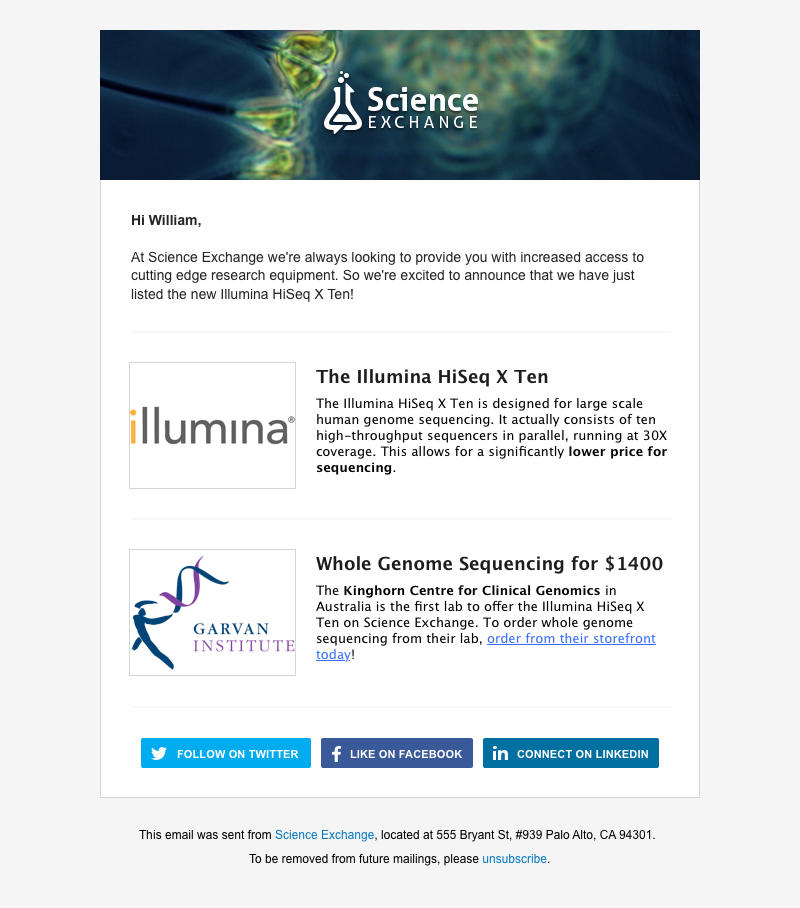 Science
EXCHANGE
Hi William,
At Science Exchange we're always looking to provide you with increased access to
cutting edge research equipment. So we're excited to announce that we have just
listed the new Illumina HiSeq X Ten!
illumina®
The Illumina HiSeq X Ten
The Illumina HiSeq X Ten is designed for large scale
human genome sequencing. It actually consists of ten
high-throughput sequencers in parallel, running at 30X
coverage. This allows for a significantly lower price for
sequencing.
GARVAN
INSTITUTE
Whole Genome Sequencing for $1400
The Kinghorn Centre for Clinical Genomics in
Australia is the first lab to offer the Illumina HiSeq X
Ten on Science Exchange. To order whole genome
sequencing from their lab, order from their storefront
today!
FOLLOW ON TWITTER
LIKE ON FACEBOOK
CONNECT ON LINKEDIN
This email was sent from Science Exchange, located at 555 Bryant St, #939 Palo Alto, CA 94301.
To be removed from future mailings, please unsubscribe.